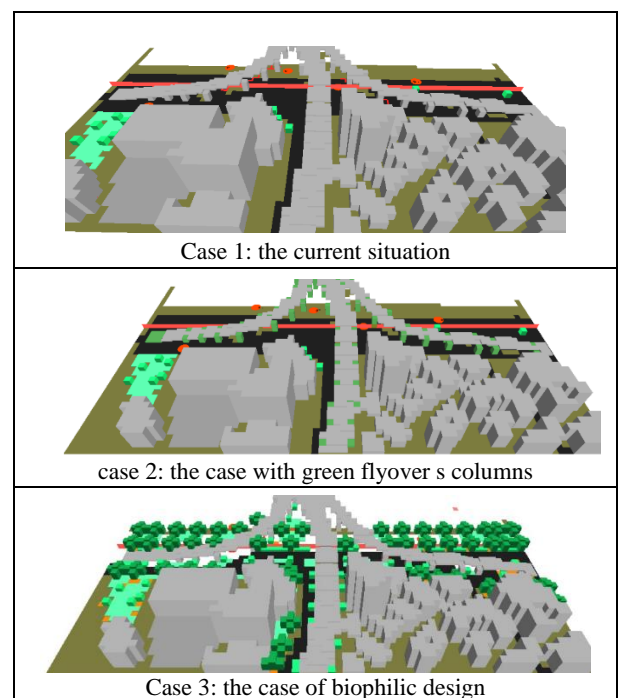 Case 1: the current situation
case 2: the case with green flyover s columns
Case 3: the case of biophilic design